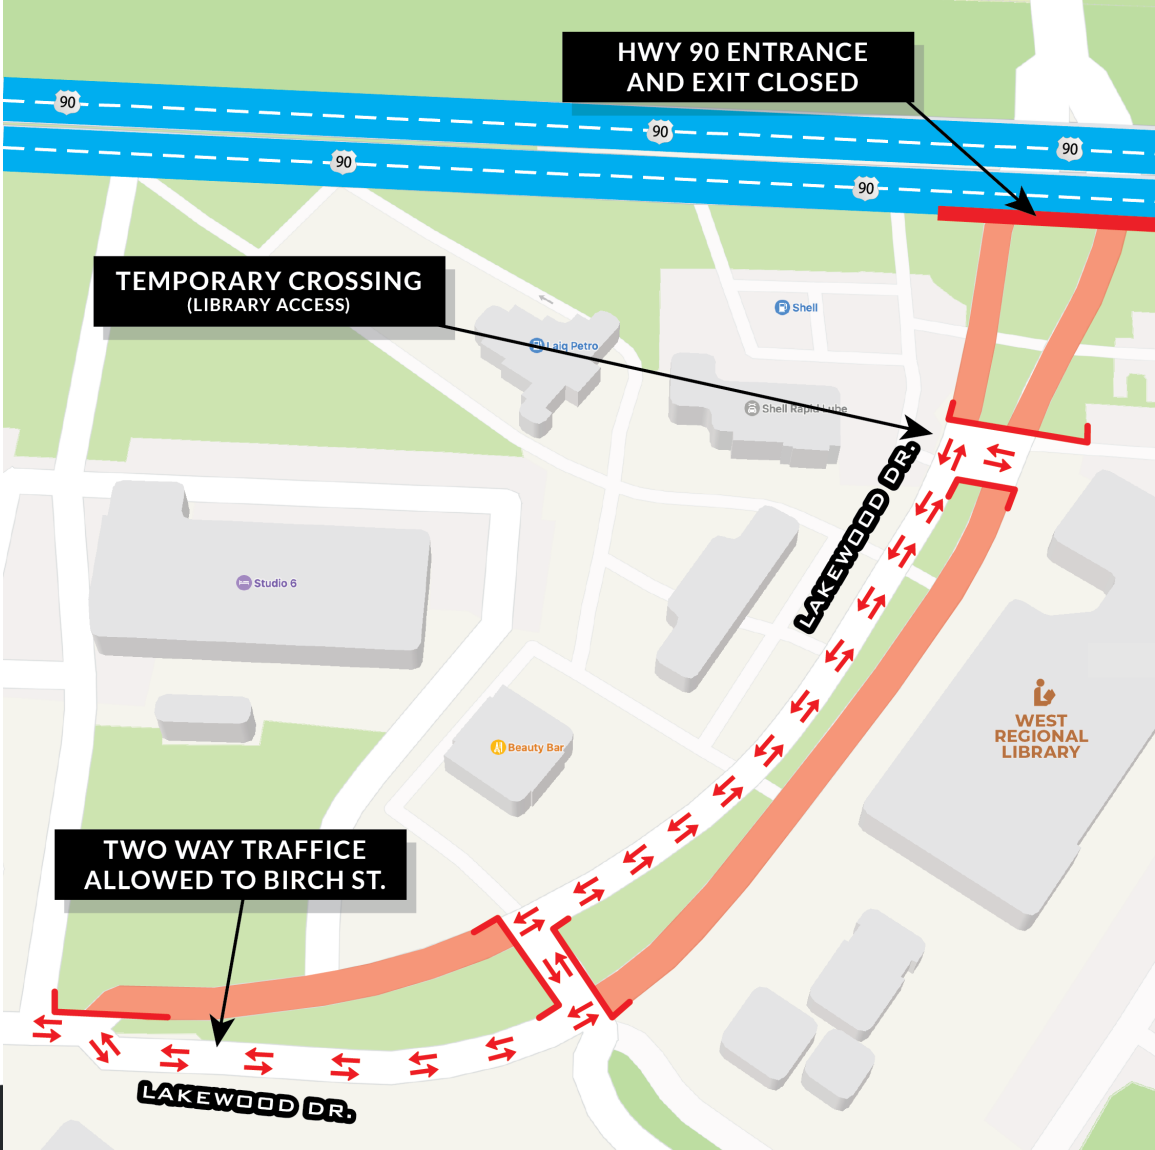 HWY 90 ENTRANCE
AND EXIT CLOSED
90
90
90
90
90
TEMPORARY CROSSING
(LIBRARY ACCESS)
Shell
Laiq Petro
Shell Rapid Lube
LAKEWOOD DR.
Studio 6
WEST
REGIONAL
LIBRARY
Beauty Bar
TWO WAY TRAFFICE
ALLOWED TO BIRCH ST.
LAKEWOOD DR.